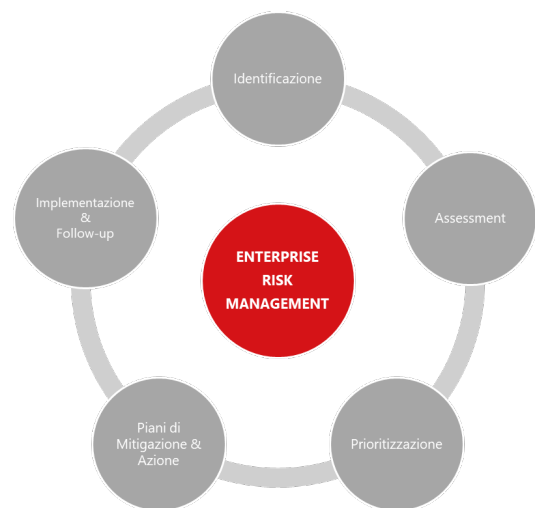 Identificazione
Assessment
Prioritizzazione
Piani di
Mitigazione &
Azione
Implementazione
&
Follow-up
ENTERPRISE
RISK
MANAGEMENT